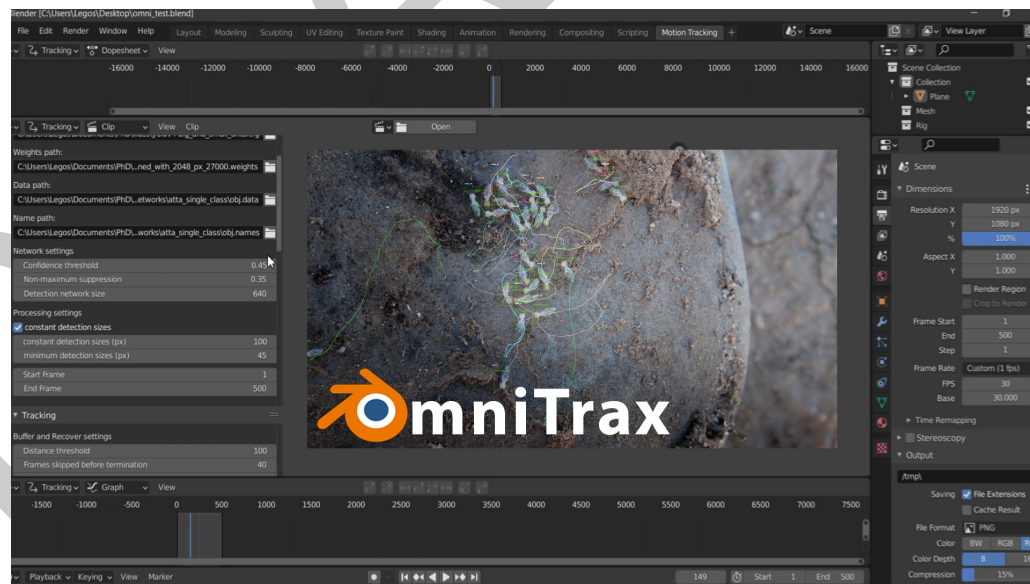 Blender [C:\Users\Legos\Desktop\omni_test.blend]
File Edit Render Window Help Layout Modeling Sculpting UV Editing Texture Paint Shading Animation Rendering Compositing Scripting Motion Tracking + Scene View Layer
Tracking Dopesheet View
-16000 -14000 -12000 -10000 -8000 -6000 -4000 -2000 0 2000 4000 6000 8000 10000 12000 14000 16000
Scene Collection
Collection
Plane
Mesh
Rig
Tracking Clip View Clip Open
Weights path:
C:\Users\Legos\Documents\PhD\...ned_with_2048_px_27000.weights
Data path:
C:\Users\Legos\Documents\PhD\...etworks\atta_single_class\obj.data
Name path:
C:\Users\Legos\Documents\PhD\...works\atta_single_class\obj.names
Network settings
Confidence threshold 0.45
Non-maximum suppression 0.35
Detection network size 640
Processing settings
constant detection sizes
constant detection sizes (px) 100
minimum detection sizes (px) 45
Start Frame 1
End Frame 500
Tracking
Buffer and Recover settings
Distance threshold 100
Frames skipped before termination 40
OmniTrax
Scene
Dimensions
Resolution X 1920 px
Y 1080 px
% 100%
Aspect X 1.000
Y 1.000
Render Region
Crop to Render
Frame Start 1
End 500
Step 1
Frame Rate Custom (1 fps)
FPS 30
Base 30.000
Time Remapping
Stereoscopy
Output
/tmp\
Saving File Extensions
Cache Result
File Format PNG
Color BW RGB
Color Depth 8
Compression 15%
Tracking Graph View
-1500 -1000 -500 0 500 1000 1500 2000 2500 3000 3500 4000 4500 5000 5500 6000 6500 7000 7500
Playback Keying View Marker 149 Start 1 End 500